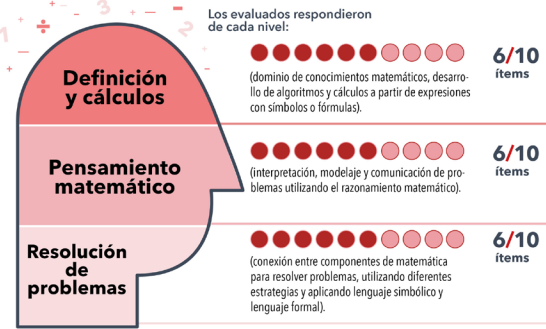 Los evaluados respondieron
de cada nivel:
1 2 3
Definición
y cálculos
6/10
ítems
(dominio de conocimientos matemáticos, desarro-
llo de algoritmos y cálculos a partir de expresiones
con símbolos o fórmulas).
Pensamiento
matemático
6/10
ítems
(interpretación, modelaje y comunicación de pro-
blemas utilizando el razonamiento matemático).
Resolución
de
problemas
6/10
ítems
(conexión entre componentes de matemática
para resolver problemas, utilizando diferentes
estrategias y aplicando lenguaje simbólico y
lenguaje formal).